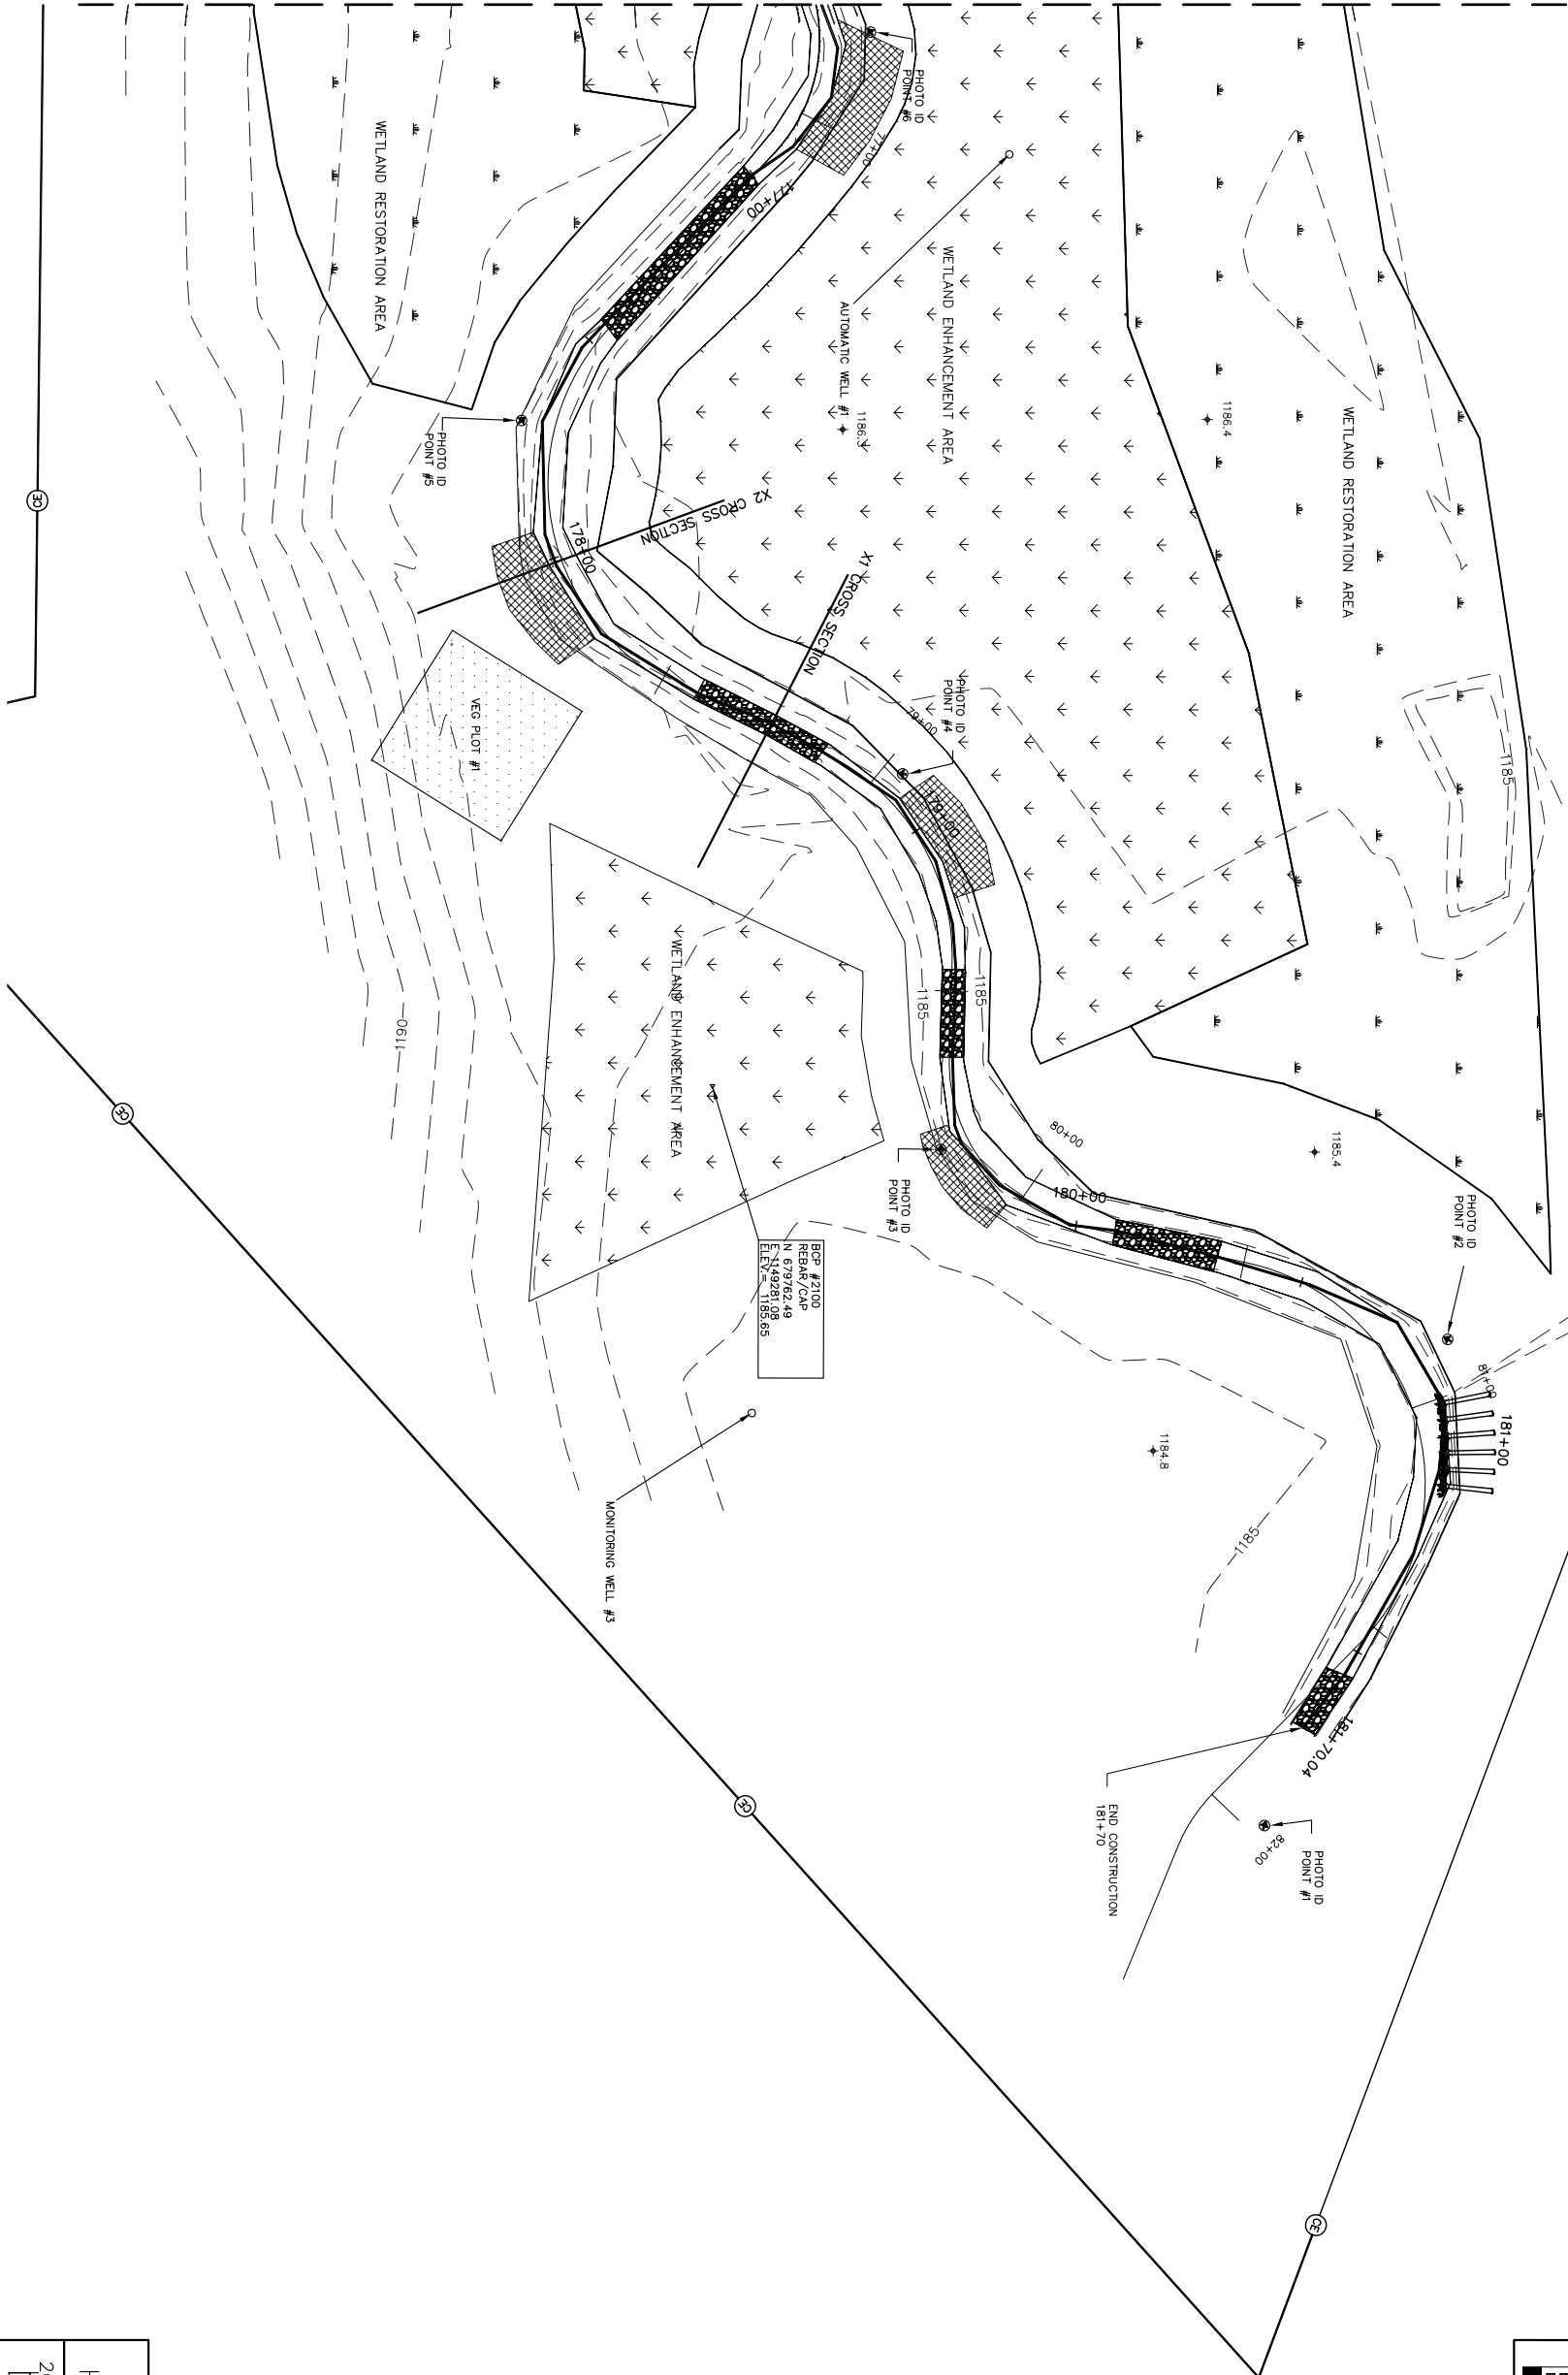 PHOTO ID
POINT #6
77+00
177+00
WETLAND RESTORATION AREA
WETLAND ENHANCEMENT AREA
AUTOMATIC WELL #1
1186.3
1186.4
WETLAND RESTORATION AREA
PHOTO ID
POINT #5
CE
X2 CROSS SECTION
178+00
X1 CROSS SECTION
PHOTO ID
POINT #4
79+00
179+00
1185
VEG PLOT #1
WETLAND ENHANCEMENT AREA
1185
1185
1190
CE
80+00
180+00
1185.4
PHOTO ID
POINT #3
PHOTO ID
POINT #2
BCP #2100
REBAR/CAP
N 679762.49
E 1149281.08
ELEV.= 1185.65
81+00
181+00
1184.8
1185
MONITORING WELL #3
181+70.04
END CONSTRUCTION
181+70
82+00
PHOTO ID
POINT #1
CE
CE